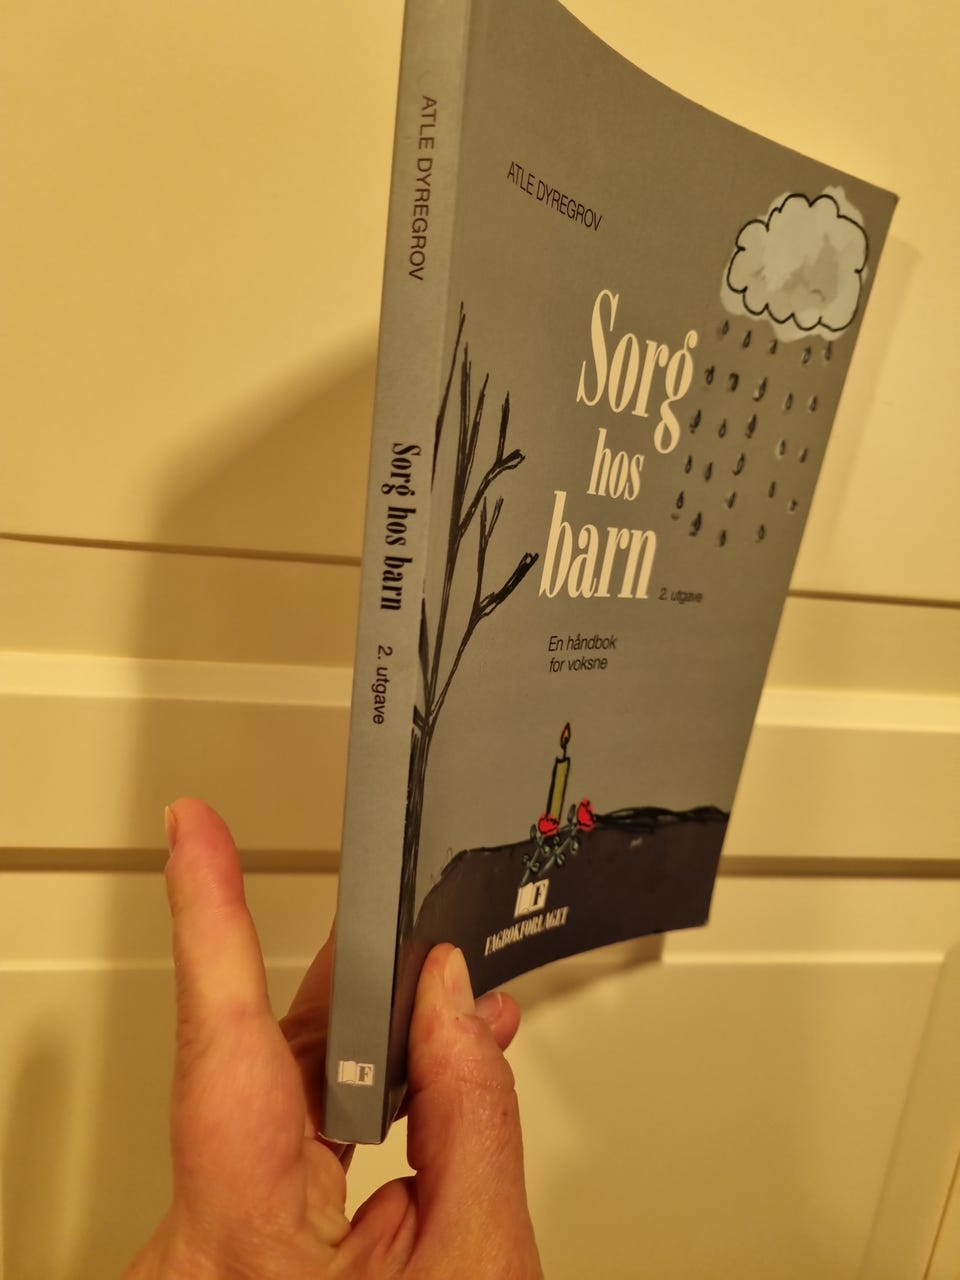 ATLE DYREGROV
Sorg hos barn
2. utgave
F
ATLE DYREGROV
Sorg
hos
barn
2. utgave
En håndbok
for voksne
F
FAGBOKFORLAGET